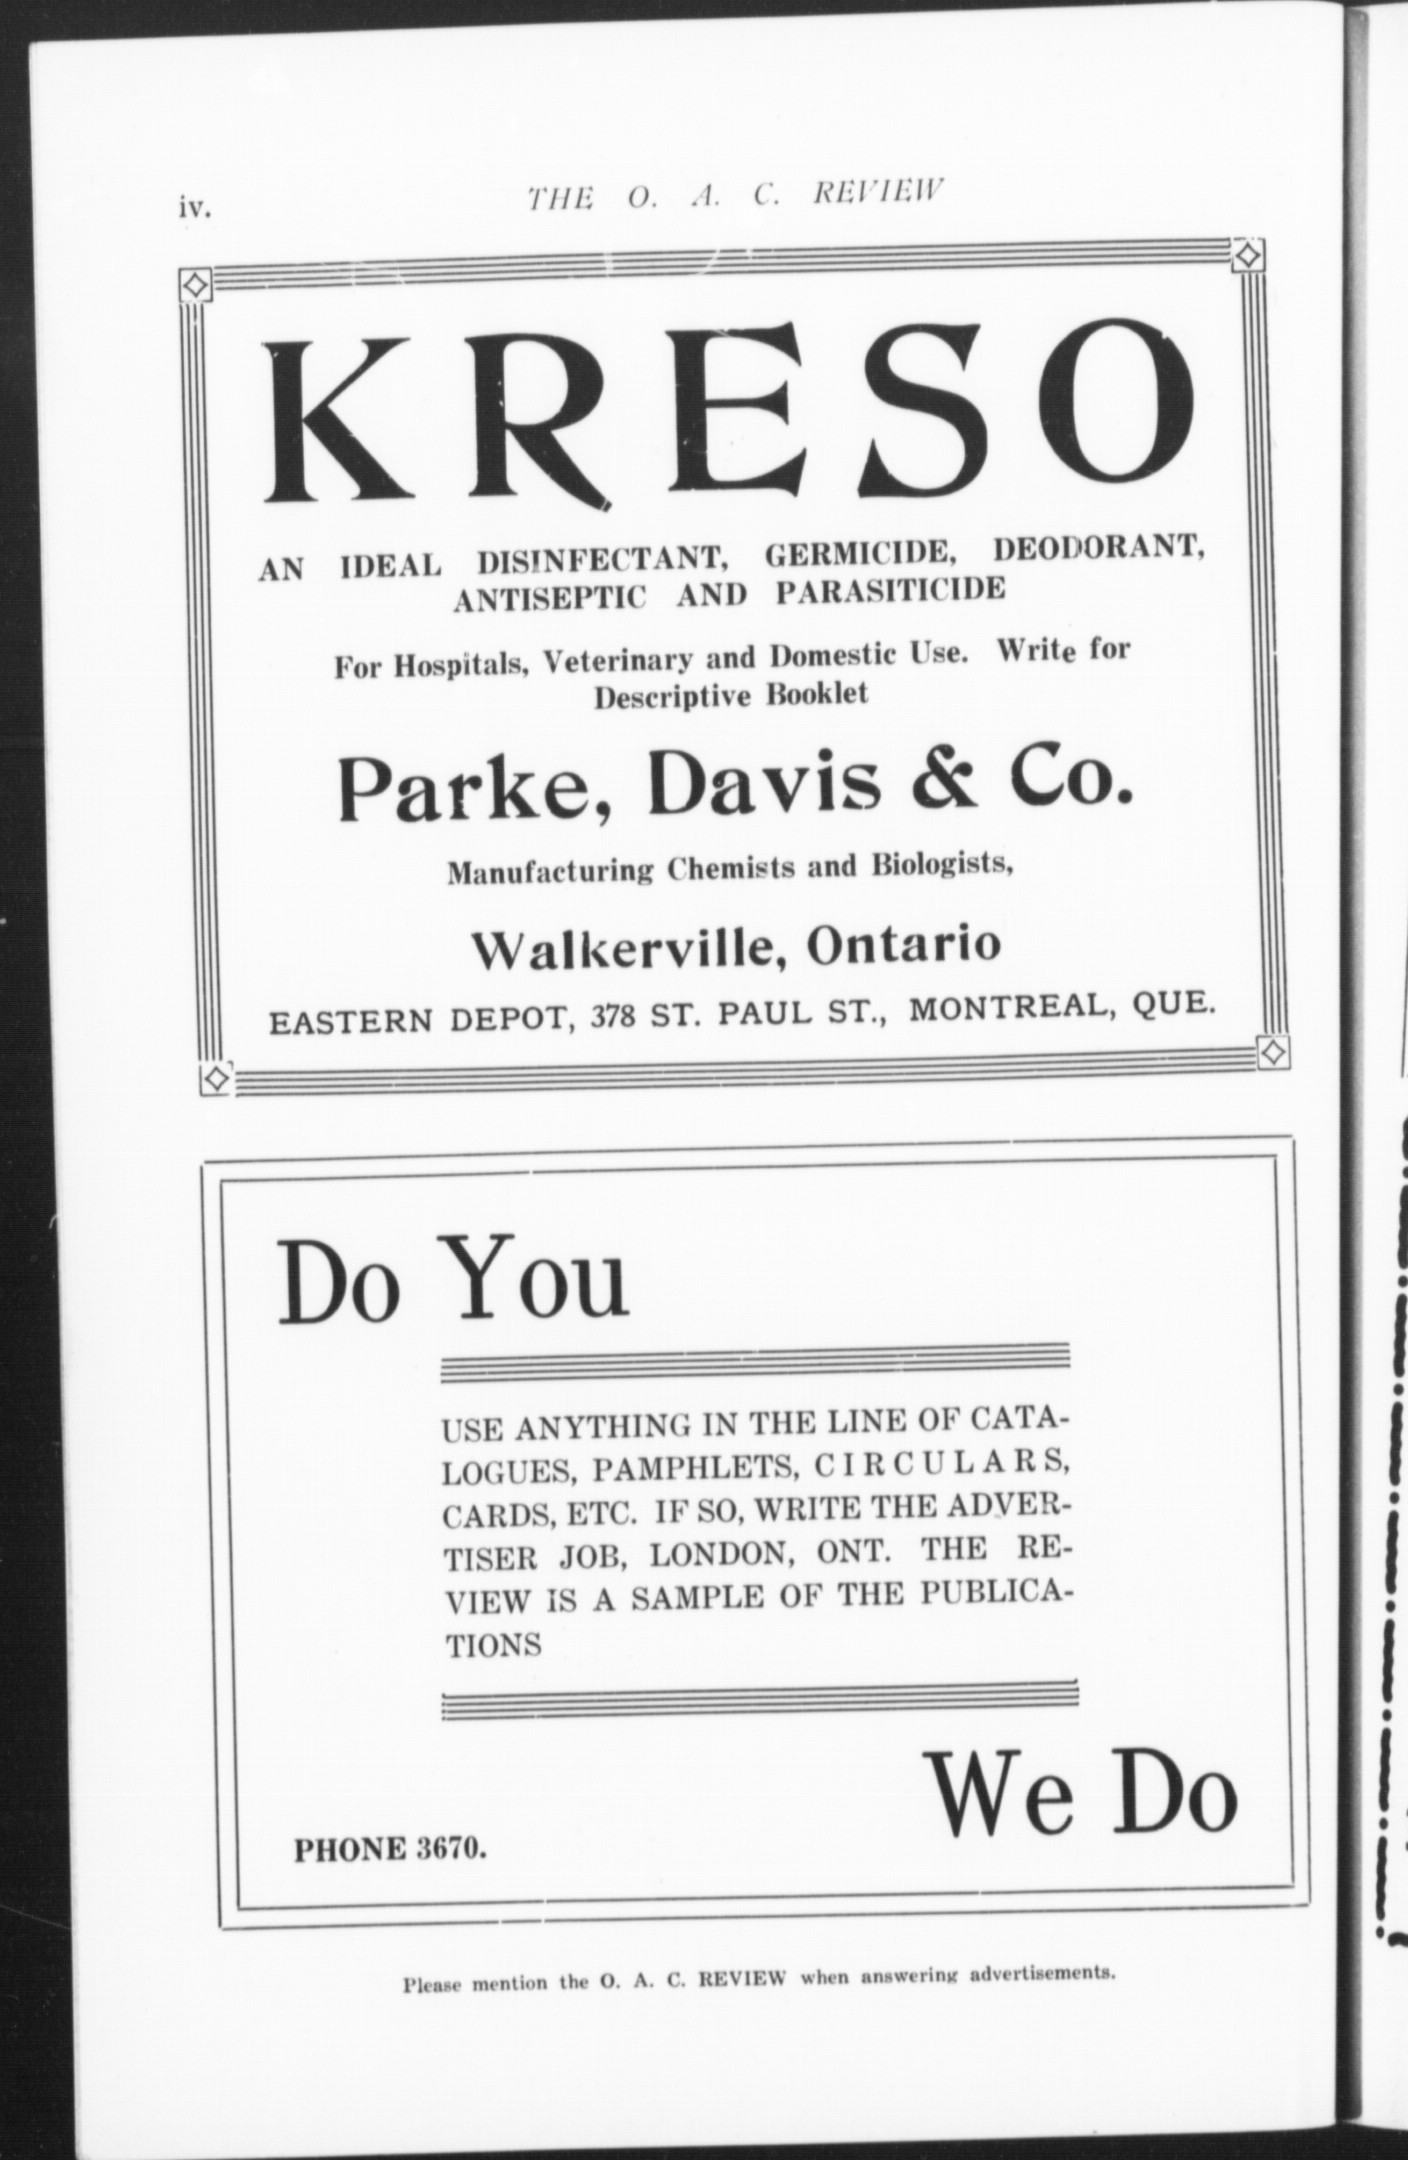 iv.
THE O. A. C. REVIEW
KRESO
AN IDEAL DISINFECTANT, GERMICIDE, DEODORANT,
ANTISEPTIC AND PARASITICIDE
For Hospitals, Veterinary and Domestic Use. Write for
Descriptive Booklet
Parke, Davis & Co.
Manufacturing Chemists and Biologists,
Walkerville, Ontario
EASTERN DEPOT, 378 ST. PAUL ST., MONTREAL, QUE.
Do You
USE ANYTHING IN THE LINE OF CATA-
LOGUES, PAMPHLETS, CIRCULARS,
CARDS, ETC. IF SO, WRITE THE ADVER-
TISER JOB, LONDON, ONT. THE RE-
VIEW IS A SAMPLE OF THE PUBLICA-
TIONS
We Do
PHONE 3670.
Please mention the O. A. C. REVIEW when answering advertisements.